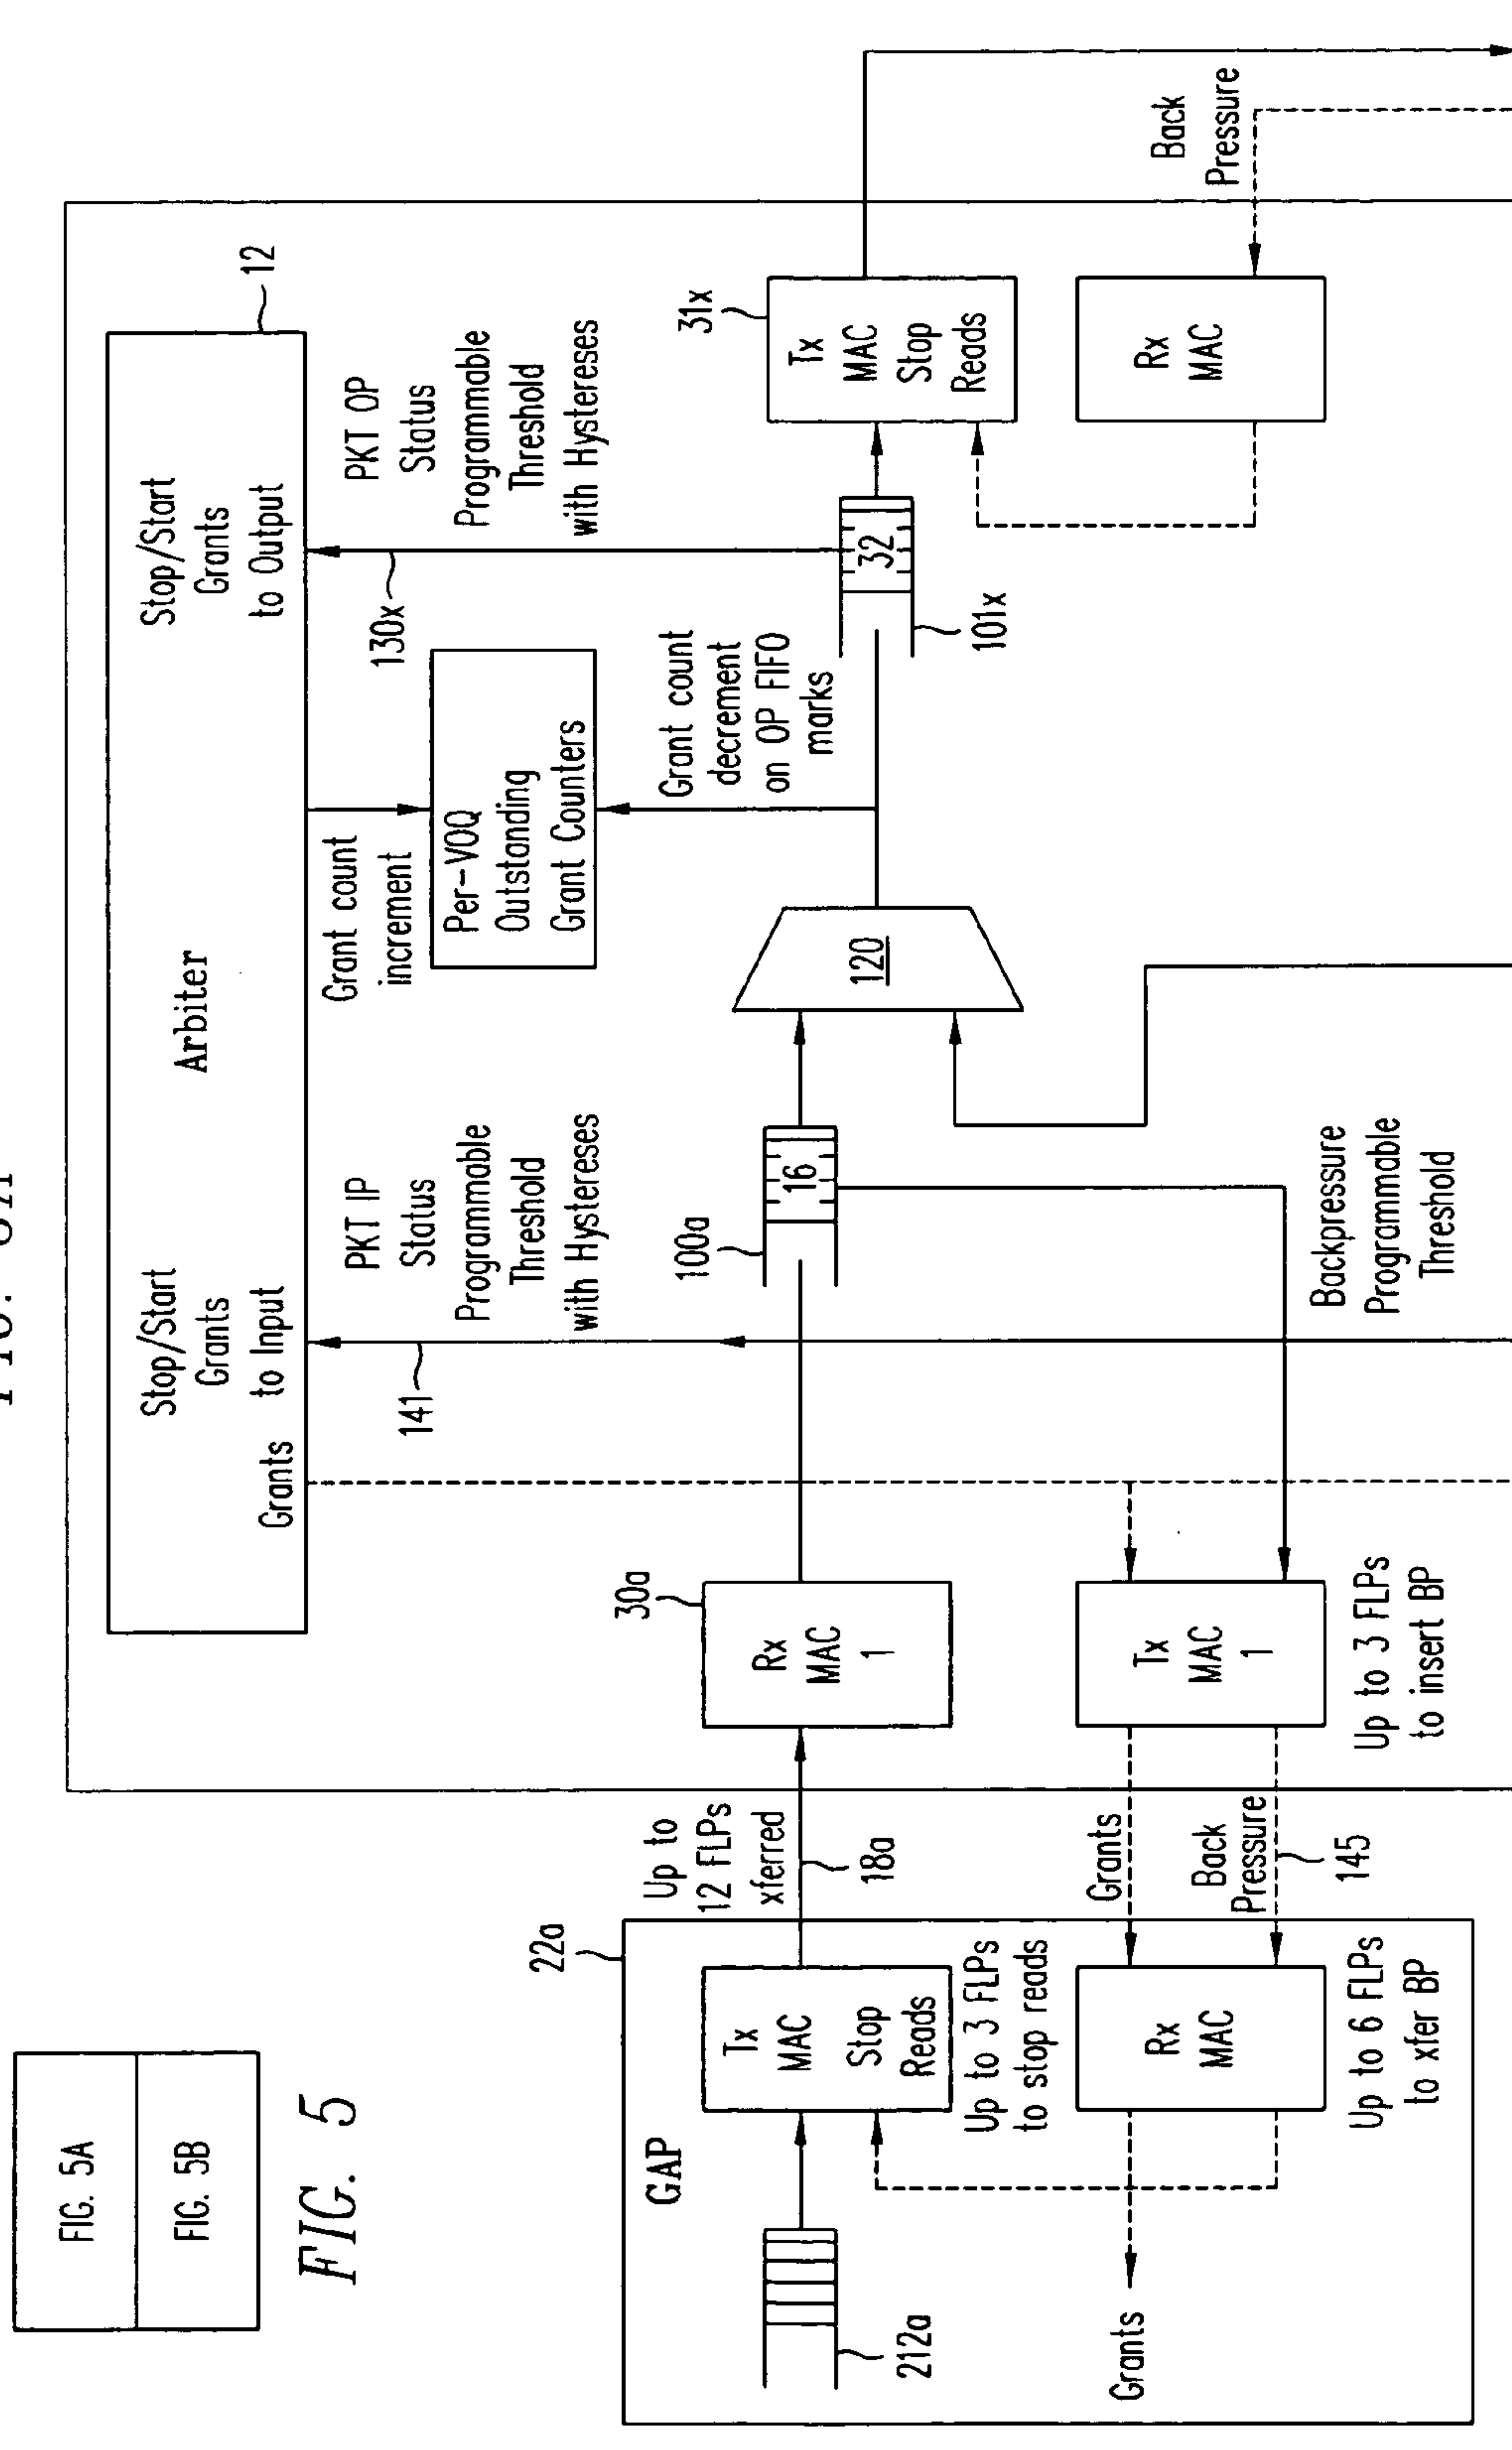 FIG. 5A
FIG. 5B
FIG. 5
Arbiter
12
Stop/Start
Grants
to Input
Grants
Stop/Start
Grants
to Output
PKT IP
Status
Programmable
Threshold
with Hystereses
141
Grant count
increment
Per-VOQ
Outstanding
Grant Counters
130x
PKT OP
Status
Programmable
Threshold
with Hystereses
Grant count
decrement
on OP FIFO
marks
22a
GAP
212a
Tx
MAC
Stop
Reads
Up to 3 FLPs
to stop reads
Up to
12 FLPs
xferred
18a
30a
Rx
MAC
1
100a
16
120
32
101x
31x
Tx
MAC
Stop
Reads
Rx
MAC
Back
Pressure
Grants
Rx
MAC
Up to 6 FLPs
to xfer BP
Grants
Back
Pressure
145
Tx
MAC
1
Up to 3 FLPs
to insert BP
Backpressure
Programmable
Threshold